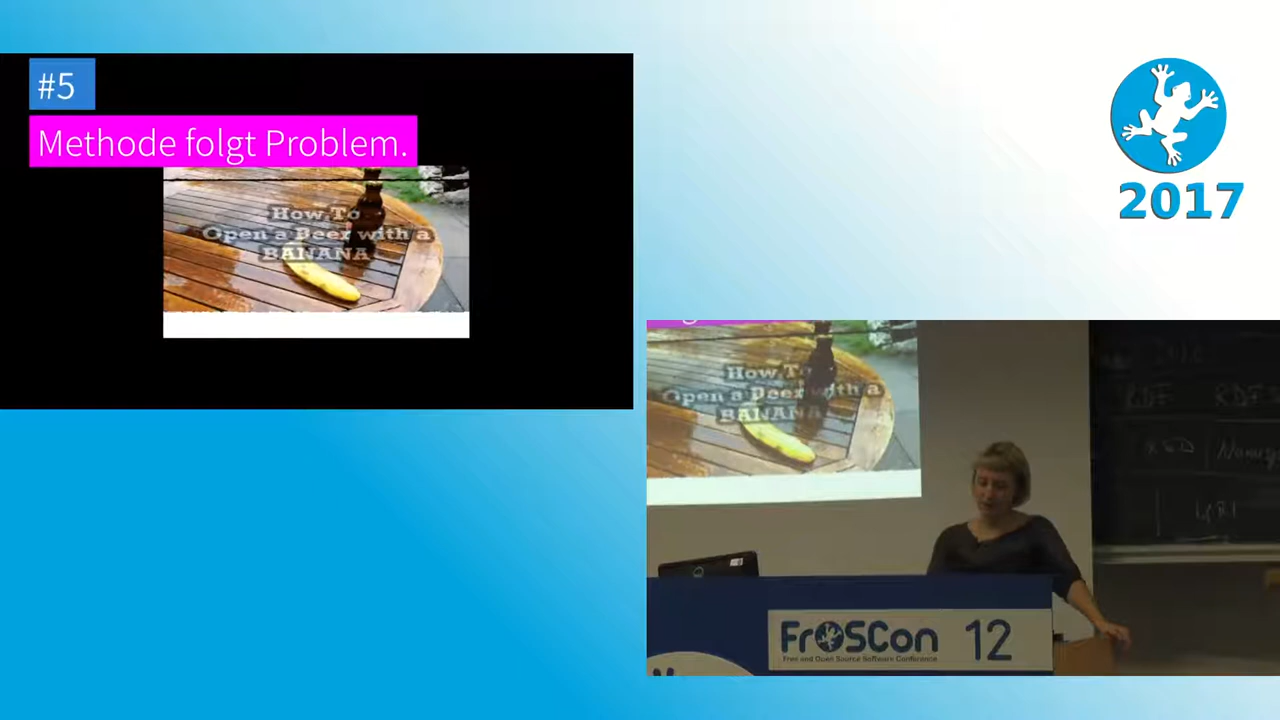 #5
Methode folgt Problem.
How To
Open a Beer with a
BANANA
2017
How To
Open a Beer with a
BANANA
RDF
FrOSCon 12
Free and Open Source Software Conference